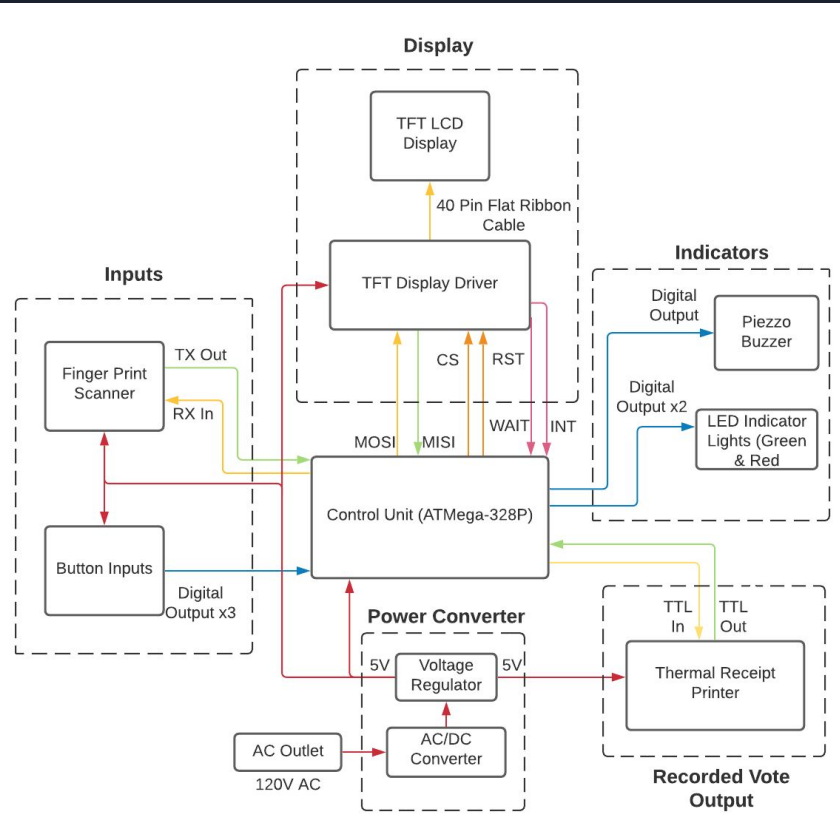 Display
TFT LCD
Display
40 Pin Flat Ribbon
Cable
TFT Display Driver
CS
RST
MOSI
MISI
WAIT
INT
Inputs
Finger Print
Scanner
TX Out
RX In
Button Inputs
Digital
Output x3
Control Unit (ATMega-328P)
Indicators
Digital
Output
Piezzo
Buzzer
Digital
Output x2
LED Indicator
Lights (Green
& Red
Power Converter
5V
Voltage
Regulator
5V
AC/DC
Converter
AC Outlet
120V AC
TTL
In
TTL
Out
Thermal Receipt
Printer
Recorded Vote
Output